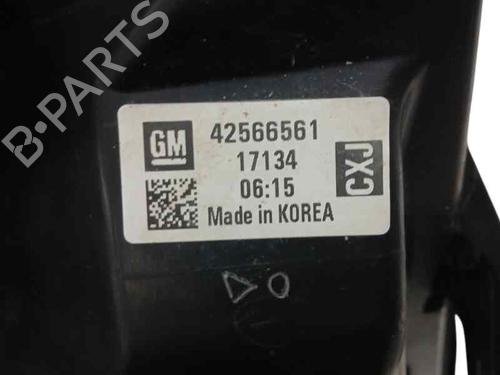 B-PARTS
GM
42566561
17134
06:15
Made in KOREA
CXJ